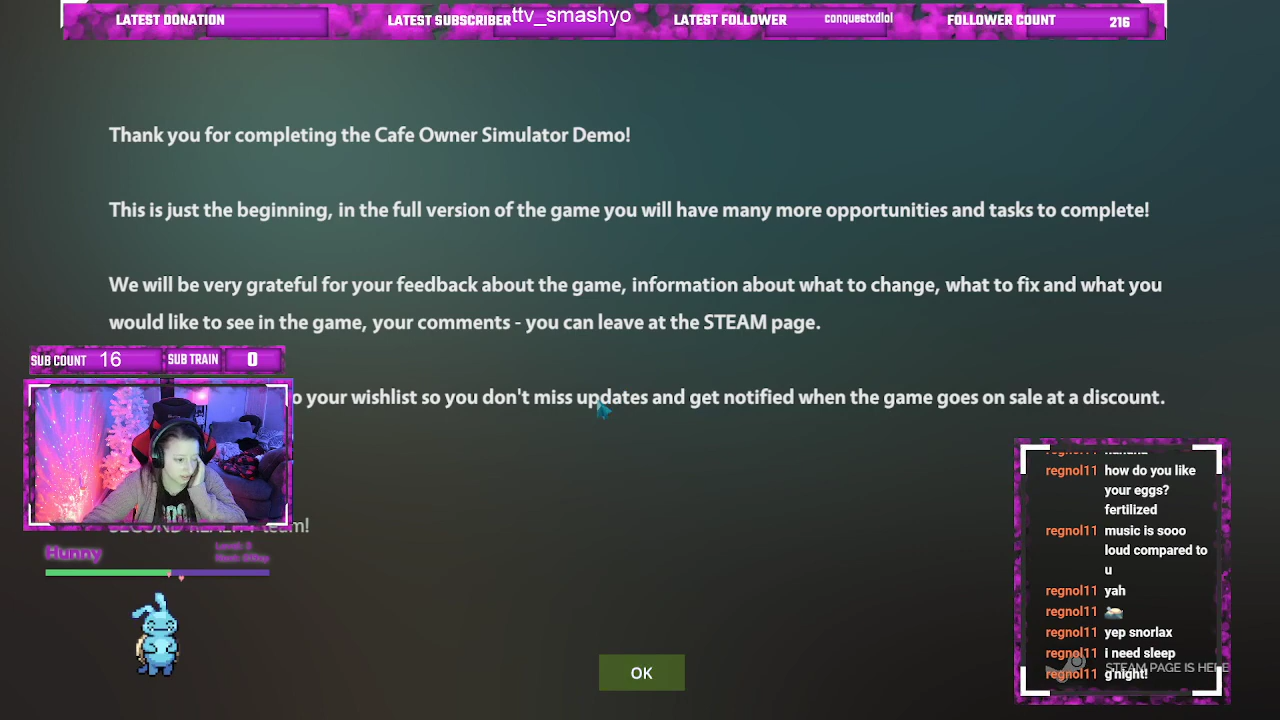 LATEST DONATION
LATEST SUBSCRIBER
ttv_smashyo
LATEST FOLLOWER
conquestxdlol
FOLLOWER COUNT
216
Thank you for completing the Cafe Owner Simulator Demo!
This is just the beginning, in the full version of the game you will have many more opportunities and tasks to complete!
We will be very grateful for your feedback about the game, information about what to change, what to fix and what you
would like to see in the game, your comments - you can leave at the STEAM page.
SUB COUNT 16
SUB TRAIN 0
o your wishlist so you don't miss updates and get notified when the game goes on sale at a discount.
team!
Hunny
regnol11 how do you like
your eggs?
fertilized
regnol11 music is sooo
loud compared to
u
regnol11 yah
regnol11
regnol11 yep snorlax
regnol11 i need sleep
regnol11 g'night!
STEAM PAGE IS HERE
OK